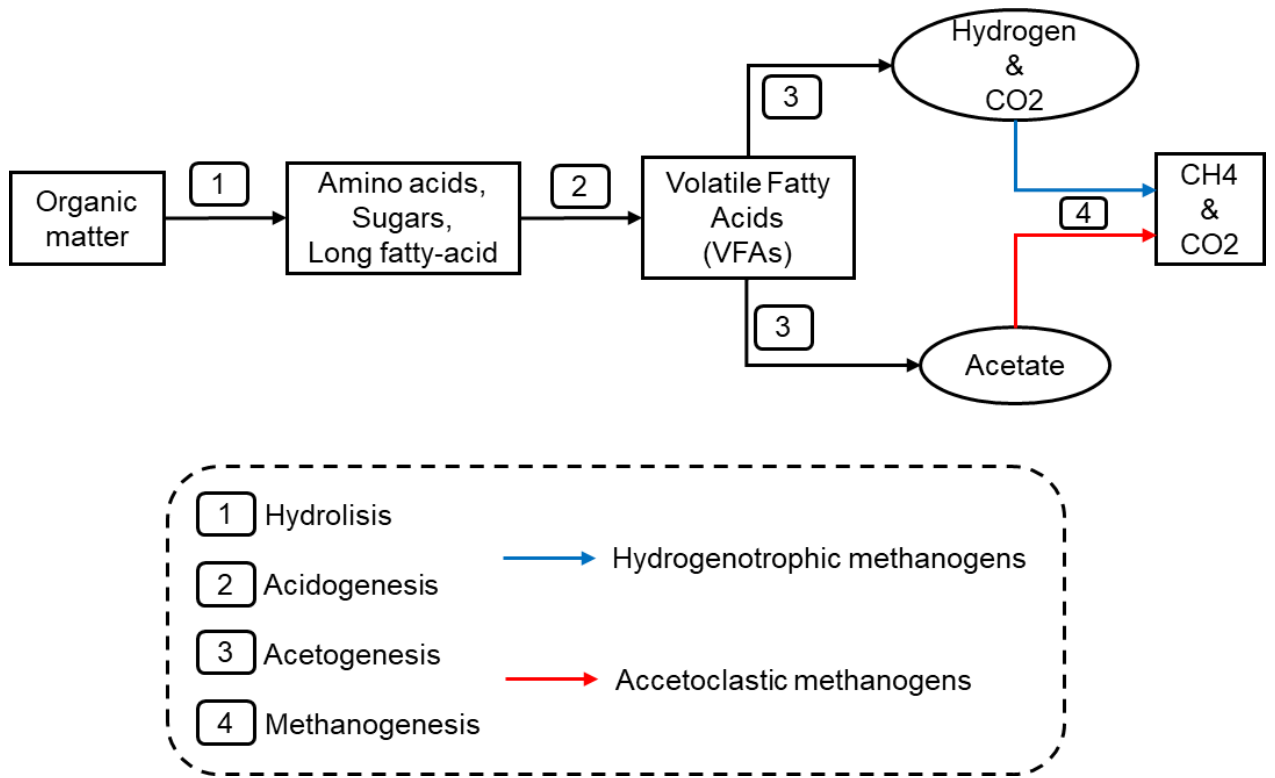 Hydrogen
&
CO2
3
1
2
Organic
matter
Amino acids,
Sugars,
Long fatty-acid
Volatile Fatty
Acids
(VFAs)
4
CH4
&
CO2
3
Acetate
1 Hydrolisis
2 Acidogenesis
3 Acetogenesis
4 Methanogenesis
Hydrogenotrophic methanogens
Accetoclastic methanogens